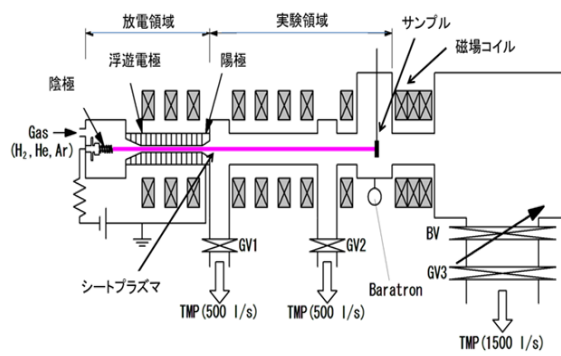 放電領域
実験領域
サンプル
磁場コイル
浮遊電極
陽極
陰極
Gas
(H2, He, Ar)
シートプラズマ
GV1
GV2
Baratron
BV
GV3
TMP(500 l/s)
TMP(500 l/s)
TMP(1500 l/s)